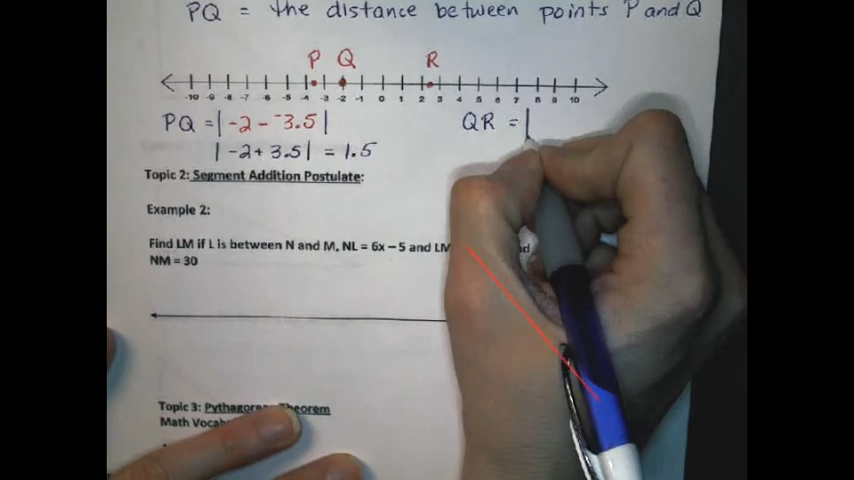 PQ = the distance between points P and Q
P Q R
-10 -9 -8 -7 -6 -5 -4 -3 -2 -1 0 1 2 3 4 5 6 7 8 9 10
PQ = | -2 - ⁻3.5 | QR = |
| -2 + 3.5 | = 1.5
Topic 2: Segment Addition Postulate:
Example 2:
Find LM if L is between N and M, NL = 6x – 5 and LM
NM = 30
Topic 3: Pythagorean Theorem
Math